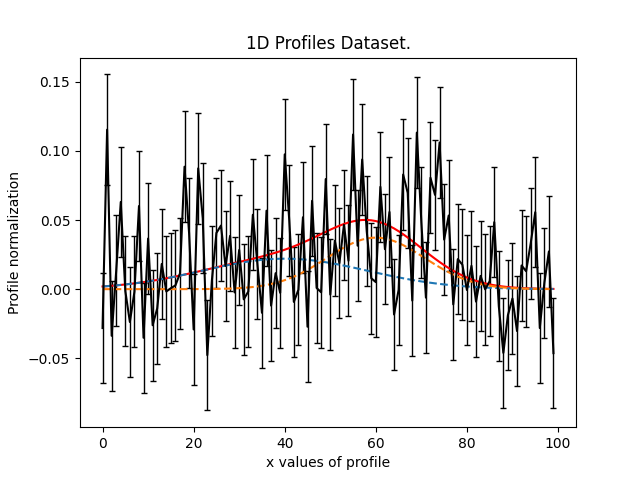 1D Profiles Dataset.
Profile normalization
0.15
0.10
0.05
0.00
−0.05
0 20 40 60 80 100
x values of profile